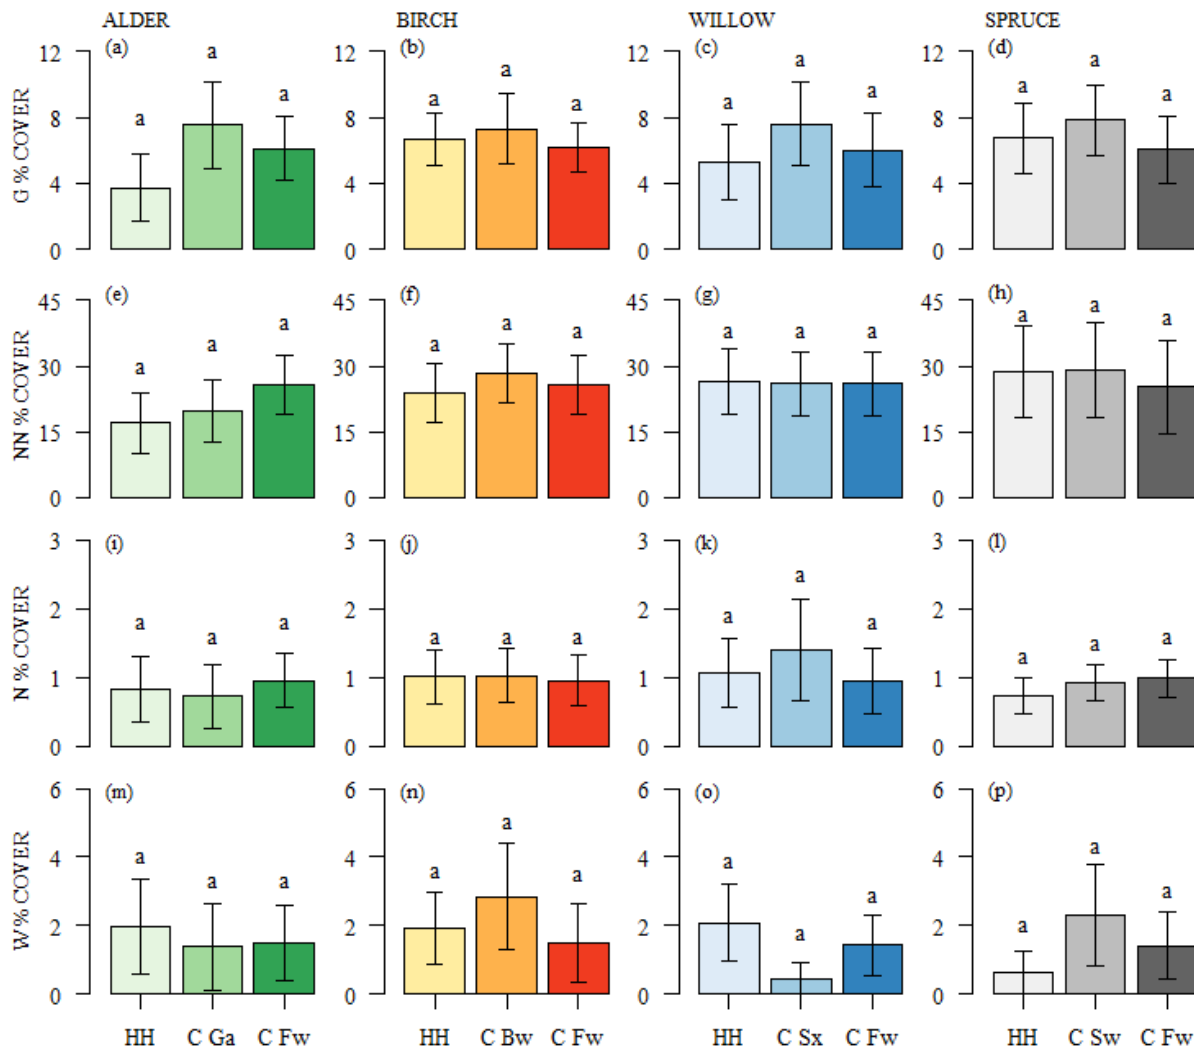 ALDER BIRCH WILLOW SPRUCE
(a) (b) (c) (d)
G % COVER
12 8 4 0 a a a
12 8 4 0 a a a
12 8 4 0 a a a
12 8 4 0 a a a
(e) (f) (g) (h)
NN % COVER
45 30 15 0 a a a
45 30 15 0 a a a
45 30 15 0 a a a
45 30 15 0 a a a
(i) (j) (k) (l)
N % COVER
3 2 1 0 a a a
3 2 1 0 a a a
3 2 1 0 a a a
3 2 1 0 a a a
(m) (n) (o) (p)
W % COVER
6 4 2 0 a a a
6 4 2 0 a a a
6 4 2 0 a a a
6 4 2 0 a a a
HH C Ga C Fw HH C Bw C Fw HH C Sx C Fw HH C Sw C Fw